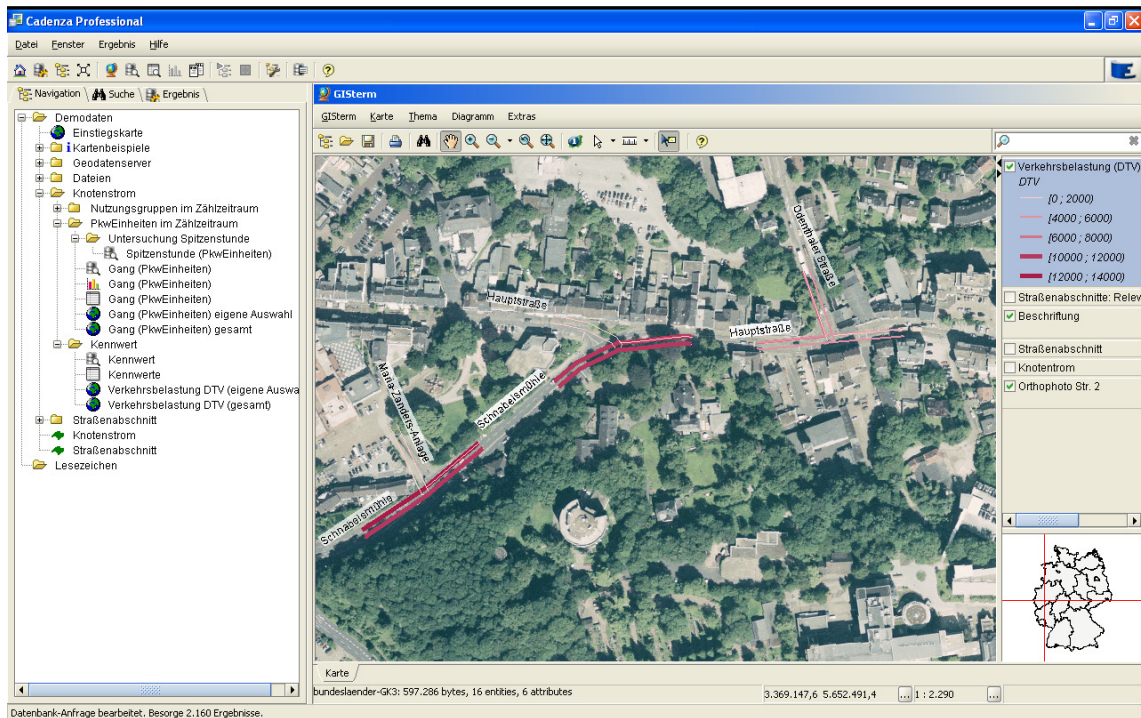 Cadenza Professional
Datei Fenster Ergebnis Hilfe
Navigation Suche Ergebnis
Demodaten
Einstiegskarte
i Kartenbeispiele
Geodatenserver
Dateien
Knotenstrom
Nutzungsgruppen im Zählzeitraum
PkwEinheiten im Zählzeitraum
Untersuchung Spitzenstunde
Spitzenstunde (PkwEinheiten)
Gang (PkwEinheiten)
Gang (PkwEinheiten)
Gang (PkwEinheiten)
Gang (PkwEinheiten) eigene Auswahl
Gang (PkwEinheiten) gesamt
Kennwert
Kennwert
Kennwerte
Verkehrsbelastung DTV (eigene Auswa
Verkehrsbelastung DTV (gesamt)
Straßenabschnitt
Knotenstrom
Straßenabschnitt
Lesezeichen
GISterm
GISterm Karte Thema Diagramm Extras
Odenthaler Straße
Hauptstraße
Hauptstraße
Schnabelsmühle
Maria-Zanders-Anlage
Schnabelsmühle
Verkehrsbelastung (DTV)
DTV
[0 ; 2000)
[4000 ; 6000)
[6000 ; 8000)
[10000 ; 12000)
[12000 ; 14000)
Straßenabschnitte: Relev
Beschriftung
Straßenabschnitt
Knotentrom
Orthophoto Str. 2
Karte
bundeslaender-GK3: 597.286 bytes, 16 entities, 6 attributes
3.369.147,6 5.652.491,4 ... 1 : 2.290 ...
Datenbank-Anfrage bearbeitet. Besorge 2.160 Ergebnisse.